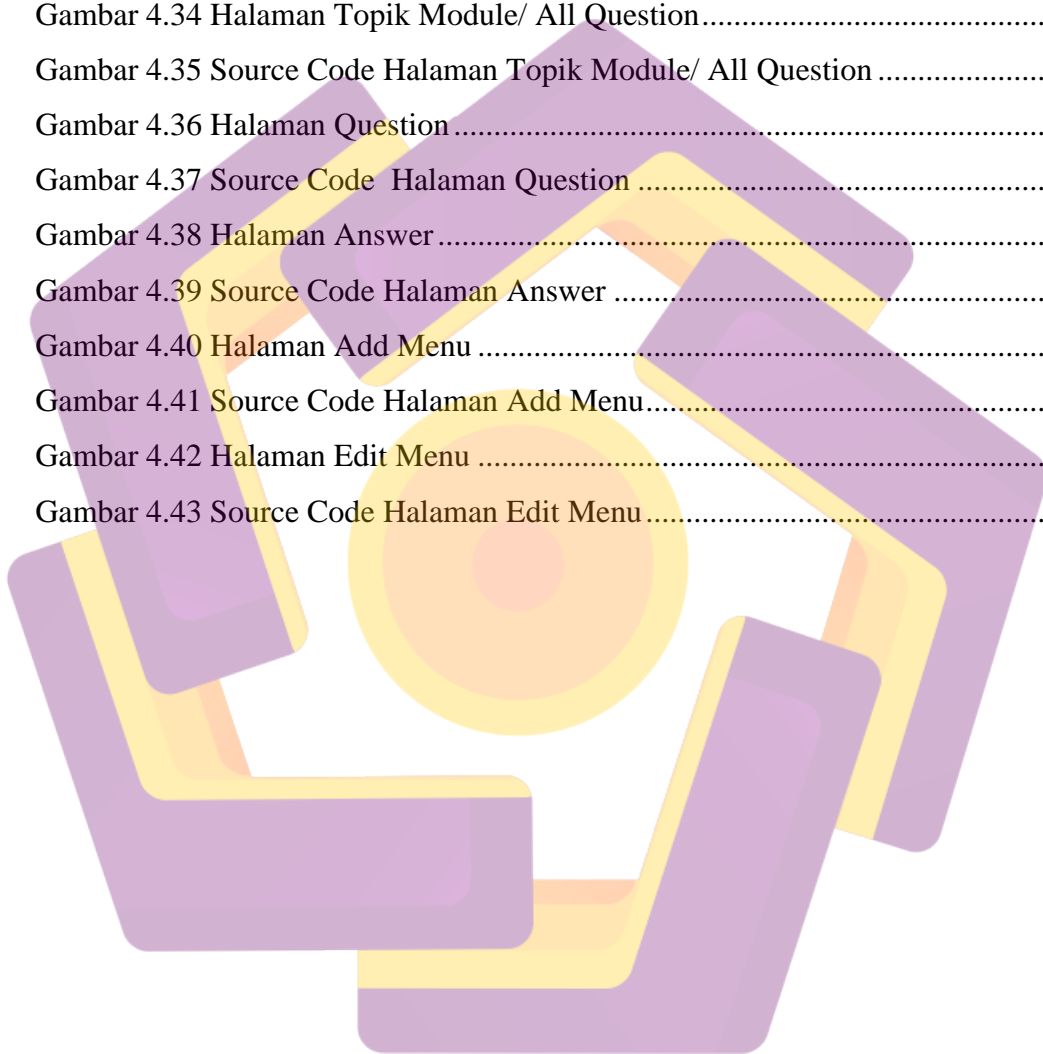 Gambar 4.34 Halaman Topik Module/ All Question....................................................
Gambar 4.35 Source Code Halaman Topik Module/ All Question..........................
Gambar 4.36 Halaman Question....................................................................................
Gambar 4.37 Source Code  Halaman Question............................................................
Gambar 4.38 Halaman Answer......................................................................................
Gambar 4.39 Source Code Halaman Answer...............................................................
Gambar 4.40 Halaman Add Menu.................................................................................
Gambar 4.41 Source Code Halaman Add Menu...........................................................
Gambar 4.42 Halaman Edit Menu.................................................................................
Gambar 4.43 Source Code Halaman Edit Menu...........................................................